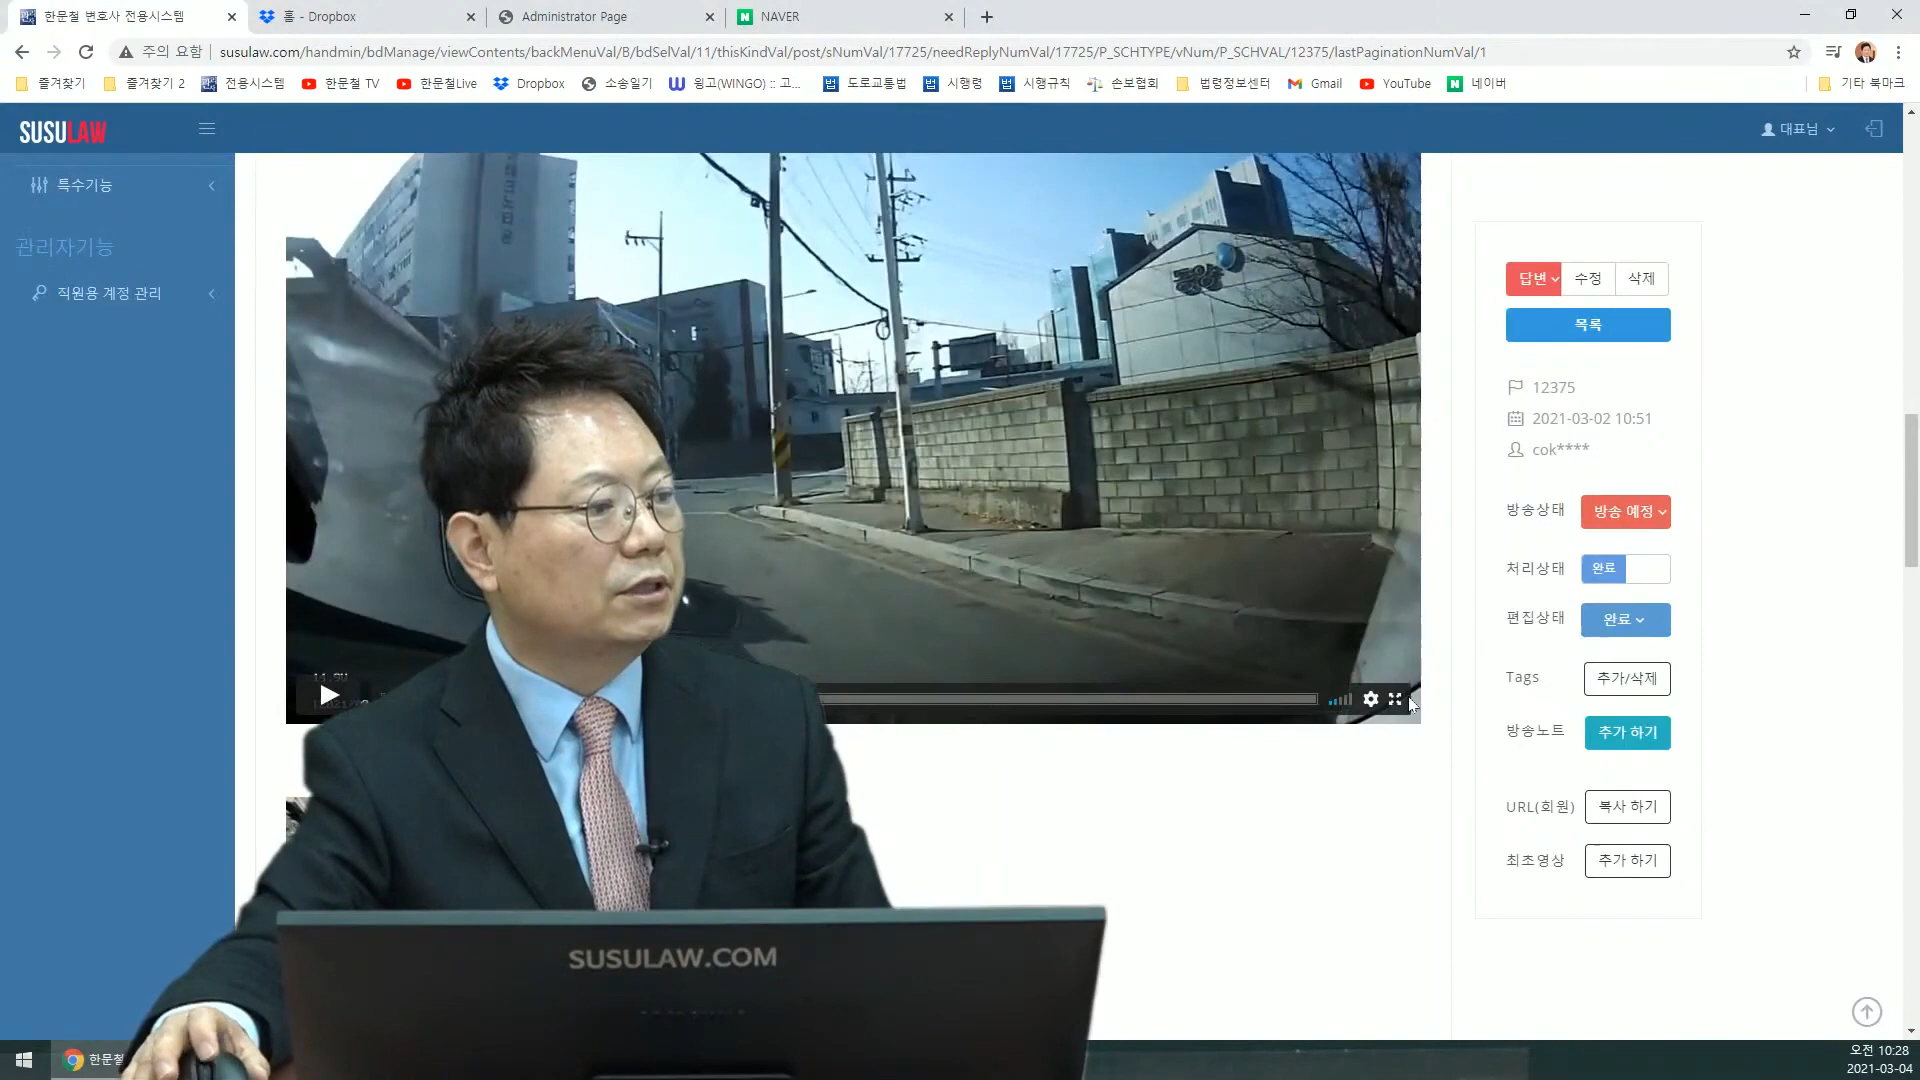 한문철 변호사 전용시스템
홈 - Dropbox
Administrator Page
NAVER
주의 요함
susulaw.com/handmin/bdManage/viewContents/backMenuVal/B/bdSelVal/11/thisKindVal/post/sNumVal/17725/needReplyNumVal/17725/P_SCHTYPE/vNum/P_SCHVAL/12375/lastPaginationNumVal/1
즐겨찾기
즐겨찾기 2
전용시스템
한문철 TV
한문철Live
Dropbox
소송일기
윙고(WINGO) :: 고...
도로교통법
시행령
시행규칙
손보협회
법령정보센터
Gmail
YouTube
네이버
기타 북마크
SUSULAW
대표님
특수기능
관리자기능
직원용 계정 관리
동양
답변
수정
삭제
목록
12375
2021-03-02 10:51
cok****
방송상태
방송 예정
처리상태
완료
편집상태
완료
Tags
추가/삭제
방송노트
추가 하기
URL(회원)
복사 하기
최초영상
추가 하기
SUSULAW.COM
한문철
오전 10:28
2021-03-04